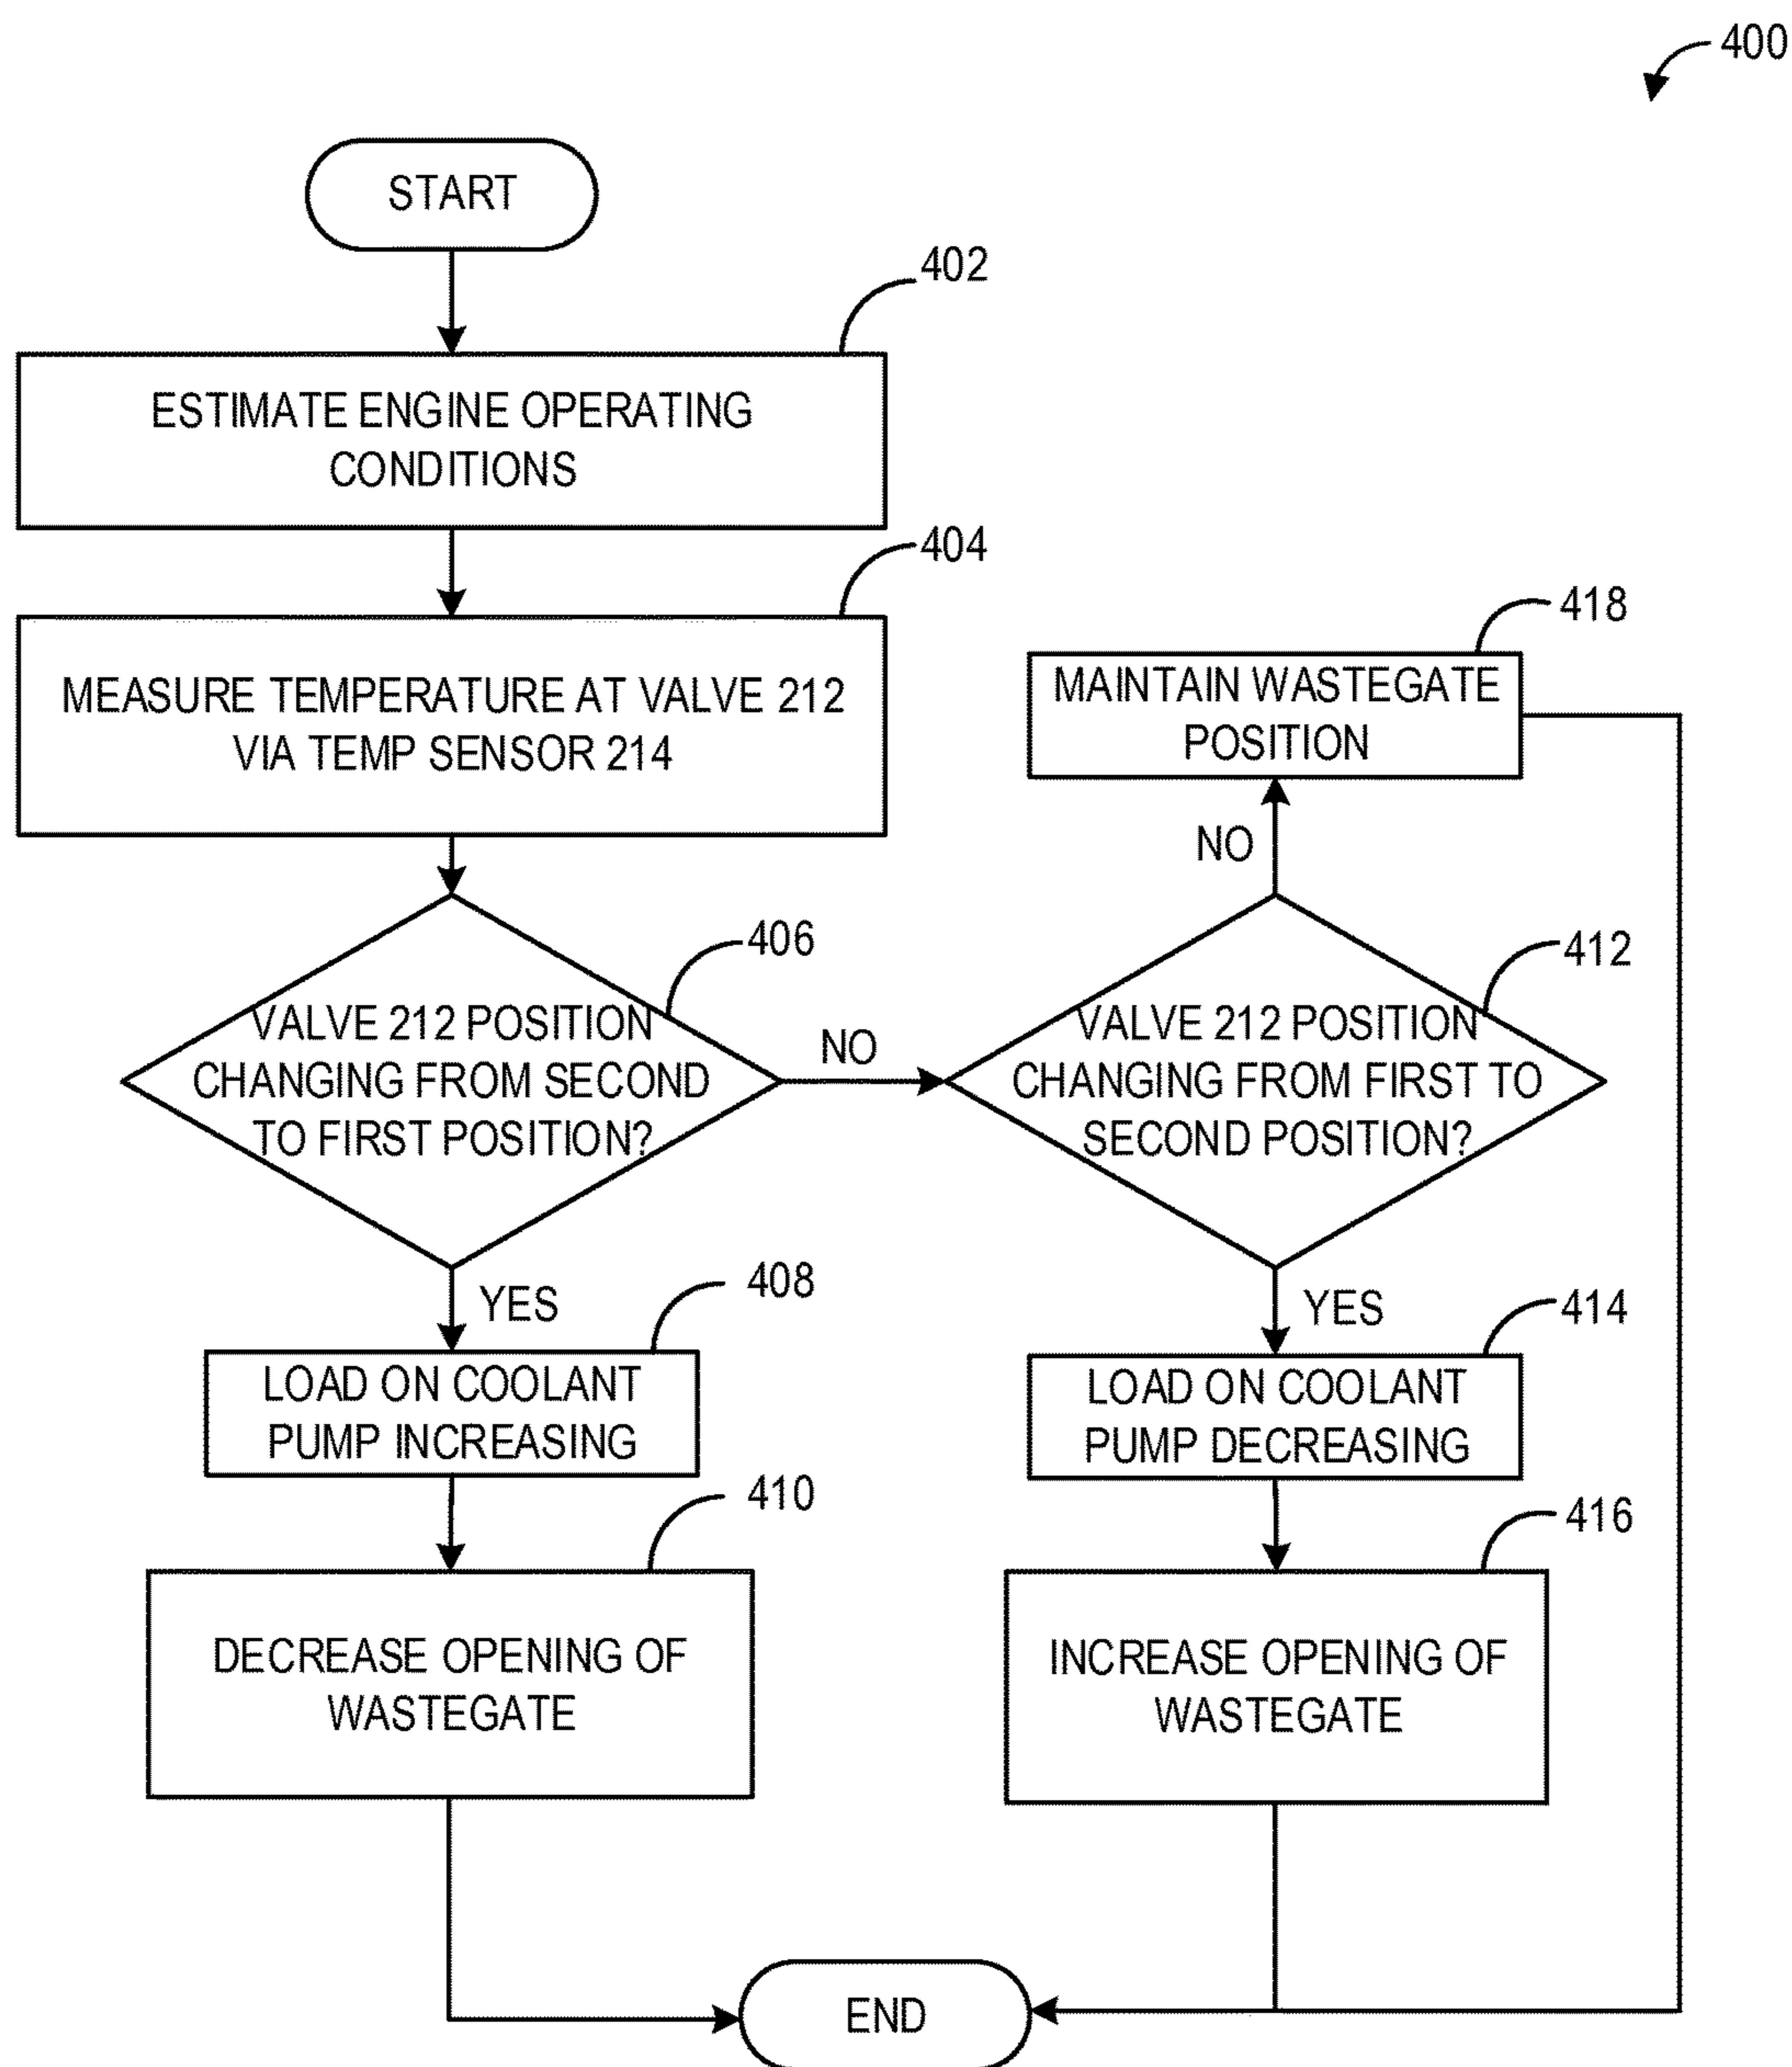 400
START
402
ESTIMATE ENGINE OPERATING
CONDITIONS
404
MEASURE TEMPERATURE AT VALVE 212
VIA TEMP SENSOR 214
418
MAINTAIN WASTEGATE
POSITION
NO
406
VALVE 212 POSITION
CHANGING FROM SECOND
TO FIRST POSITION?
NO
412
VALVE 212 POSITION
CHANGING FROM FIRST TO
SECOND POSITION?
YES
408
LOAD ON COOLANT
PUMP INCREASING
YES
414
LOAD ON COOLANT
PUMP DECREASING
410
DECREASE OPENING OF
WASTEGATE
416
INCREASE OPENING OF
WASTEGATE
END